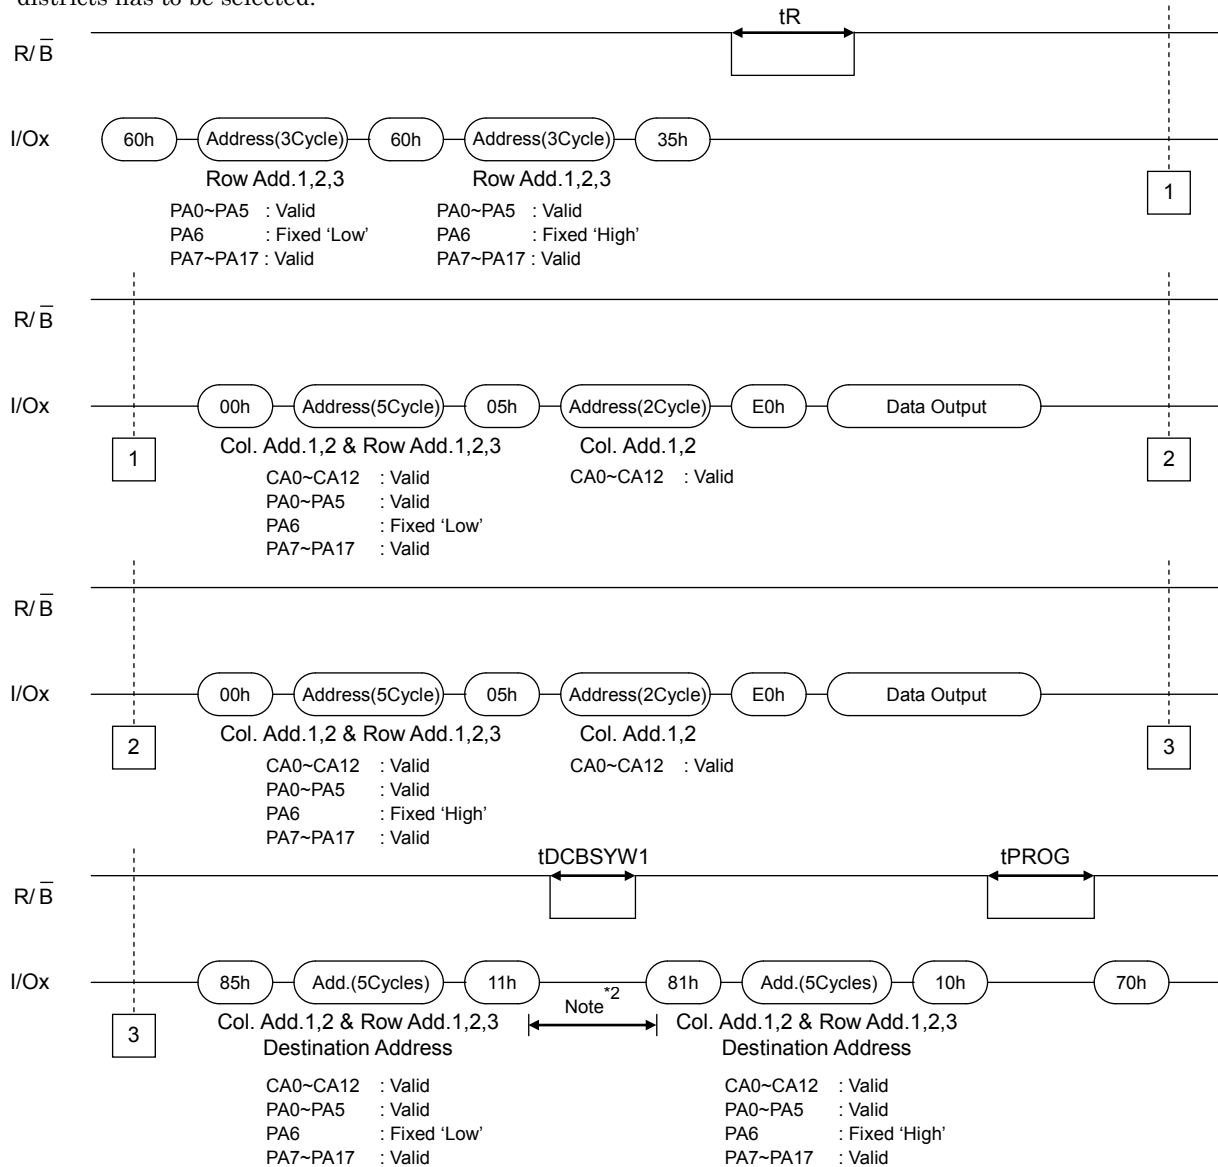 districts has to be selected.
tR
R/B̅
I/Ox 60h Address(3Cycle) 60h Address(3Cycle) 35h
Row Add.1,2,3 Row Add.1,2,3
1
PA0~PA5 : Valid PA0~PA5 : Valid
PA6 : Fixed ‘Low’ PA6 : Fixed ‘High’
PA7~PA17 : Valid PA7~PA17 : Valid
R/B̅
I/Ox 00h Address(5Cycle) 05h Address(2Cycle) E0h Data Output
Col. Add.1,2 & Row Add.1,2,3 Col. Add.1,2
1 2
CA0~CA12 : Valid CA0~CA12 : Valid
PA0~PA5 : Valid
PA6 : Fixed ‘Low’
PA7~PA17 : Valid
R/B̅
I/Ox 00h Address(5Cycle) 05h Address(2Cycle) E0h Data Output
Col. Add.1,2 & Row Add.1,2,3 Col. Add.1,2
2 3
CA0~CA12 : Valid CA0~CA12 : Valid
PA0~PA5 : Valid
PA6 : Fixed ‘High’
PA7~PA17 : Valid
tDCBSYW1 tPROG
R/B̅
I/Ox 85h Add.(5Cycles) 11h 81h Add.(5Cycles) 10h 70h
Note*2
Col. Add.1,2 & Row Add.1,2,3 Col. Add.1,2 & Row Add.1,2,3
3
Destination Address Destination Address
CA0~CA12 : Valid CA0~CA12 : Valid
PA0~PA5 : Valid PA0~PA5 : Valid
PA6 : Fixed ‘Low’ PA6 : Fixed ‘High’
PA7~PA17 : Valid PA7~PA17 : Valid